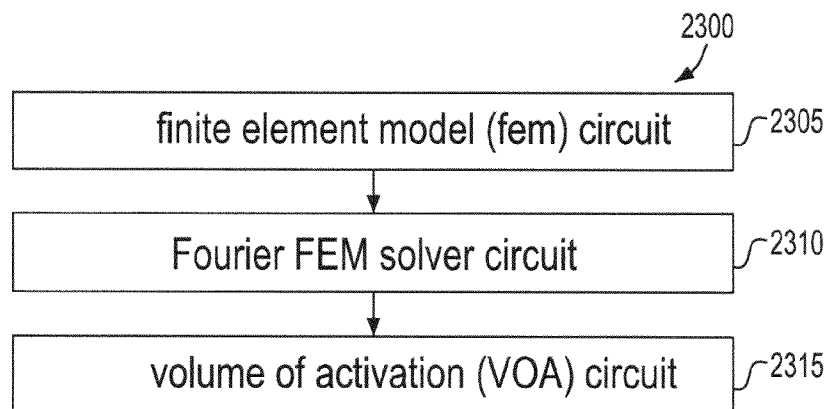 2300
finite element model (fem) circuit
2305
Fourier FEM solver circuit
2310
volume of activation (VOA) circuit
2315